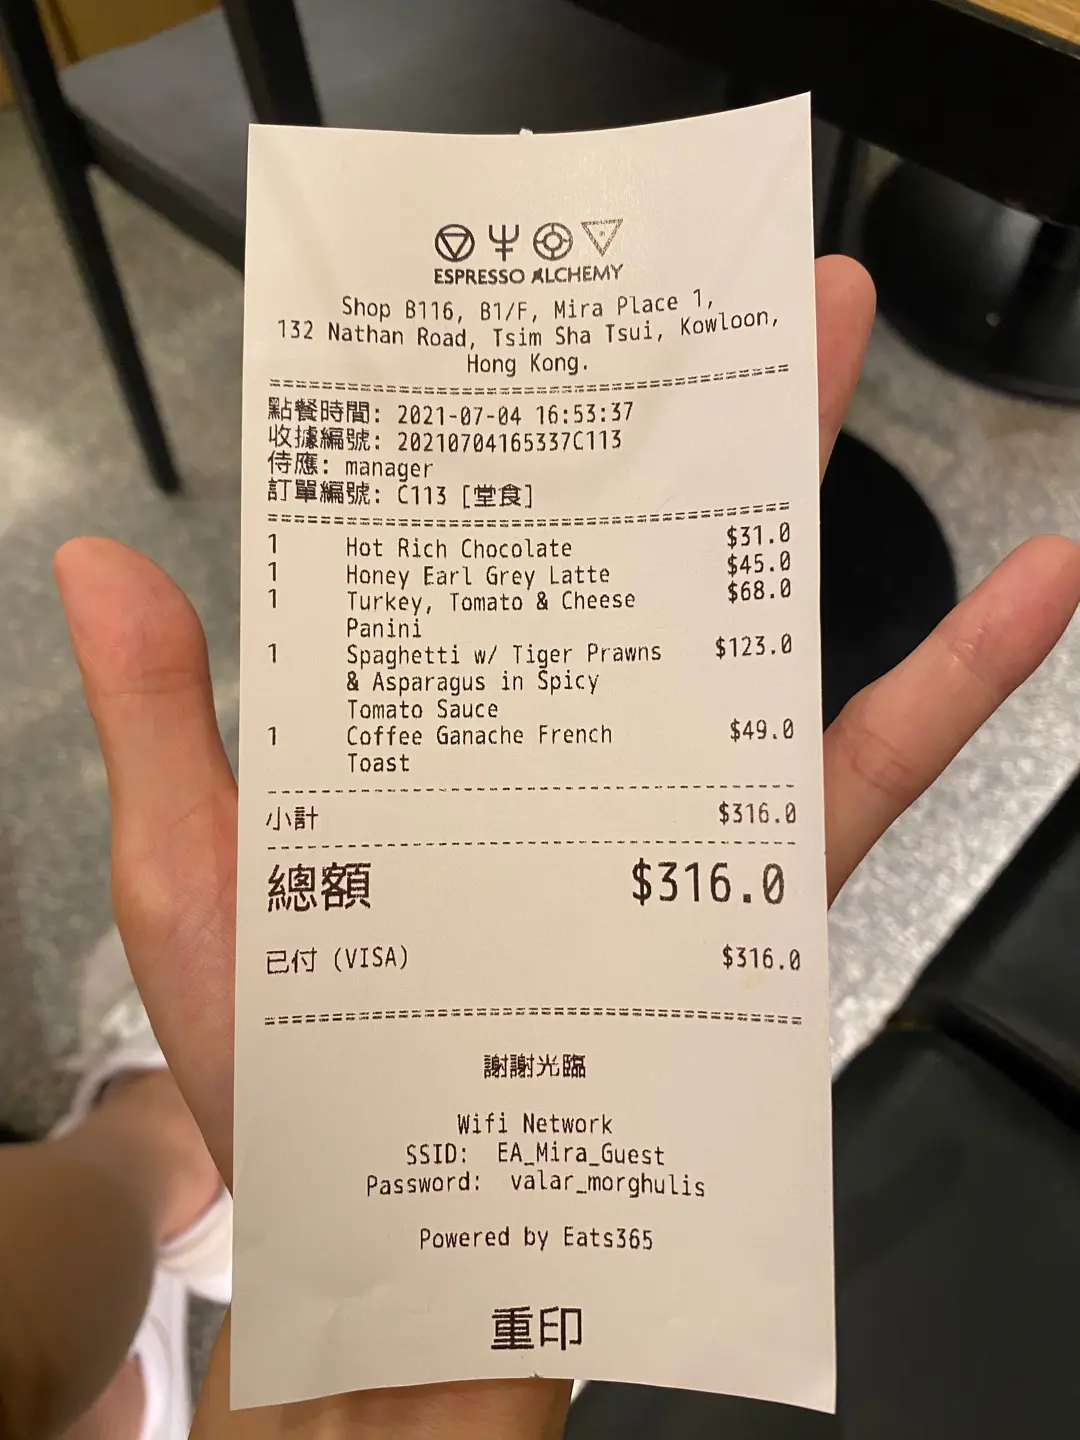 ESPRESSO ALCHEMY
Shop B116, B1/F, Mira Place 1,
132 Nathan Road, Tsim Sha Tsui, Kowloon,
Hong Kong.
點餐時間: 2021-07-04 16:53:37
收據編號: 20210704165337C113
侍應: manager
訂單編號: C113 [堂食]
1 Hot Rich Chocolate $31.0
1 Honey Earl Grey Latte $45.0
1 Turkey, Tomato & Cheese $68.0
Panini
1 Spaghetti w/ Tiger Prawns $123.0
& Asparagus in Spicy
Tomato Sauce
1 Coffee Ganache French $49.0
Toast
小計 $316.0
總額 $316.0
已付 (VISA) $316.0
謝謝光臨
Wifi Network
SSID: EA_Mira_Guest
Password: valar_morghulis
Powered by Eats365
重印